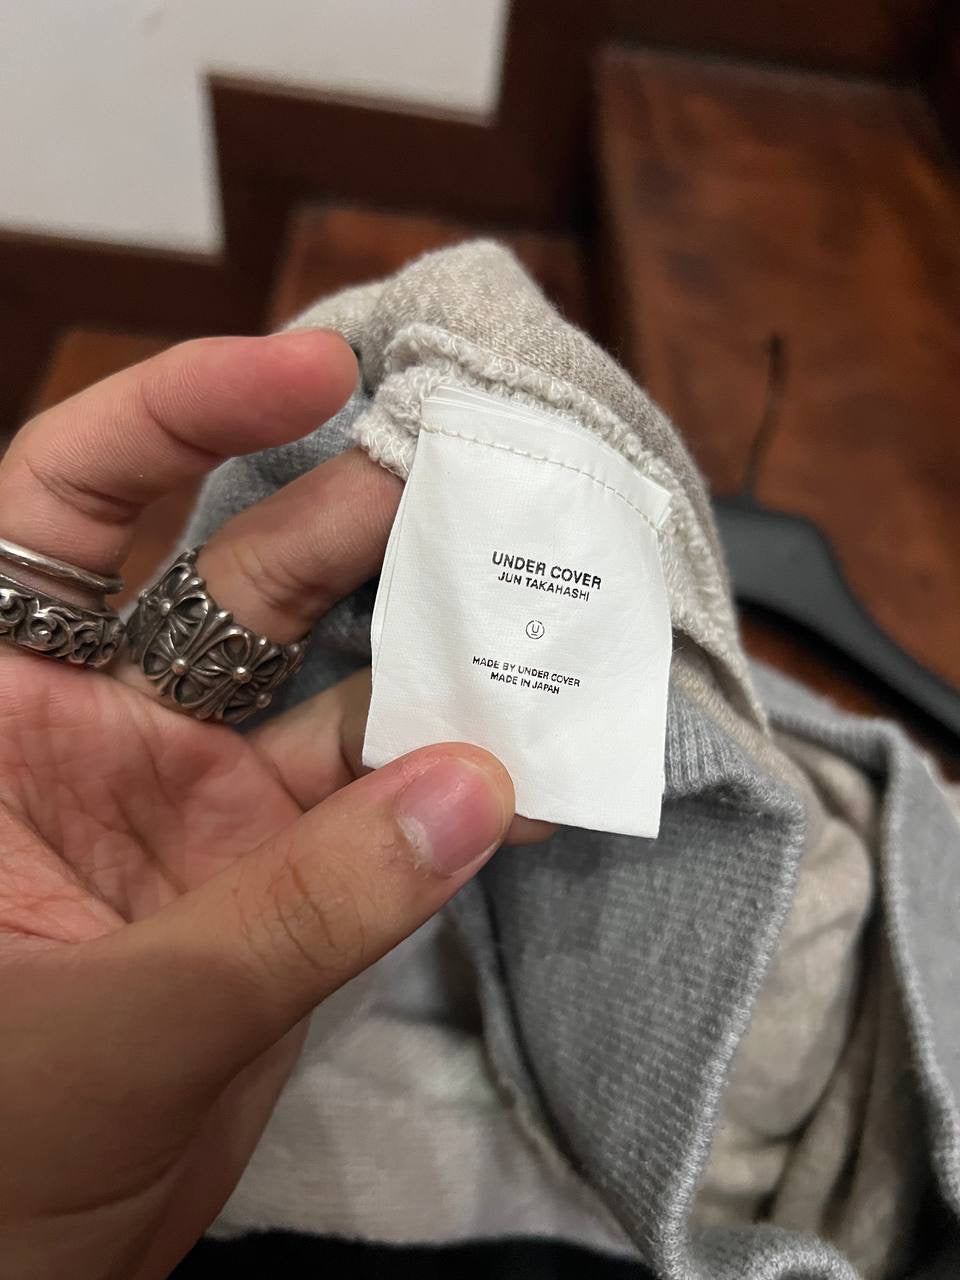 UNDER COVER
JUN TAKAHASHI
U
MADE BY UNDER COVER
MADE IN JAPAN